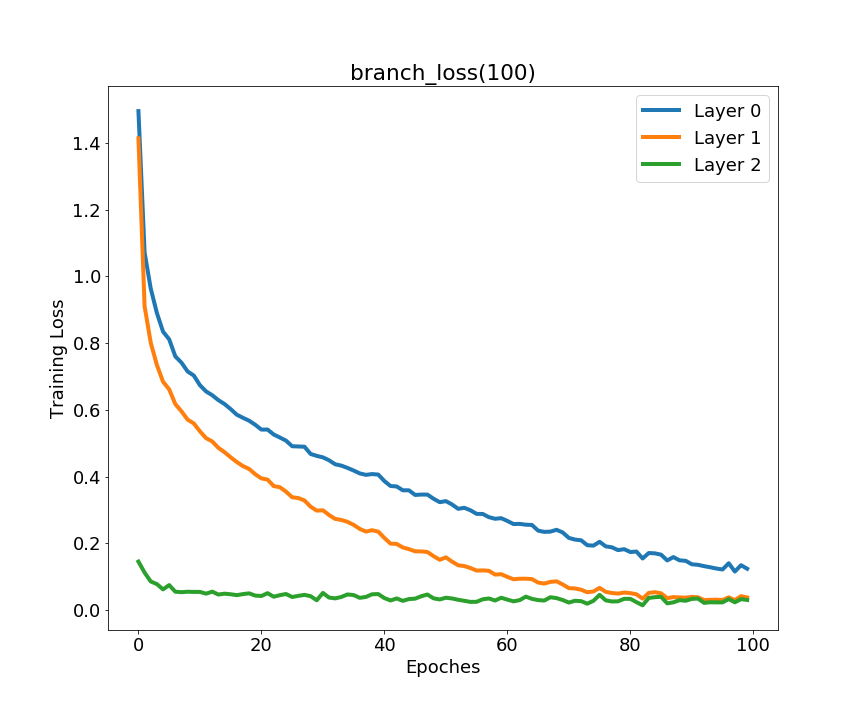 branch_loss(100)
Layer 0
Layer 1
Layer 2
1.4
1.2
1.0
0.8
0.6
0.4
0.2
0.0
Training Loss
0 20 40 60 80 100
Epoches